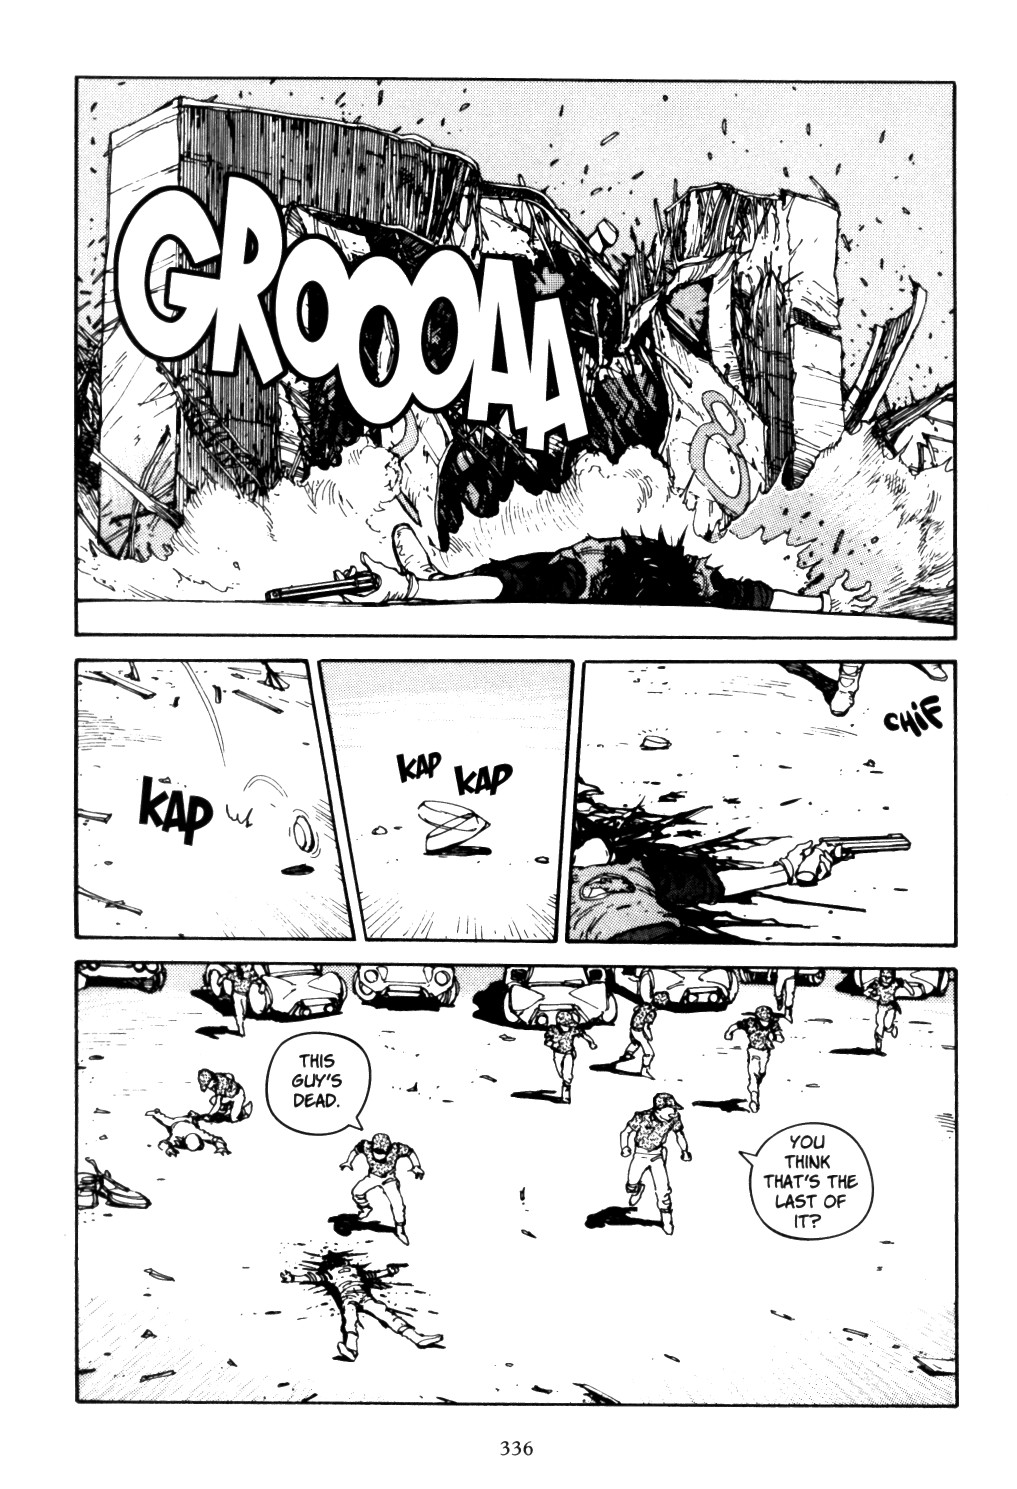 GROOOAA
KAP
KAP
KAP
CHIF
THIS
GUY'S
DEAD.
YOU
THINK
THAT'S THE
LAST OF
IT?
336